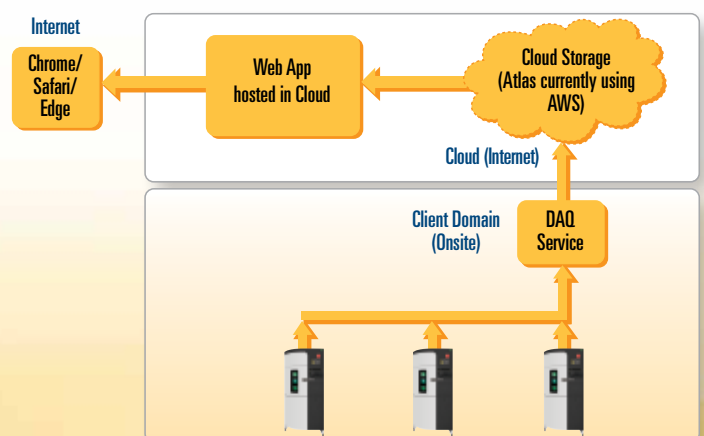 Internet
Chrome/
Safari/
Edge
Web App
hosted in Cloud
Cloud Storage
(Atlas currently using
AWS)
Cloud (Internet)
Client Domain
(Onsite)
DAQ
Service